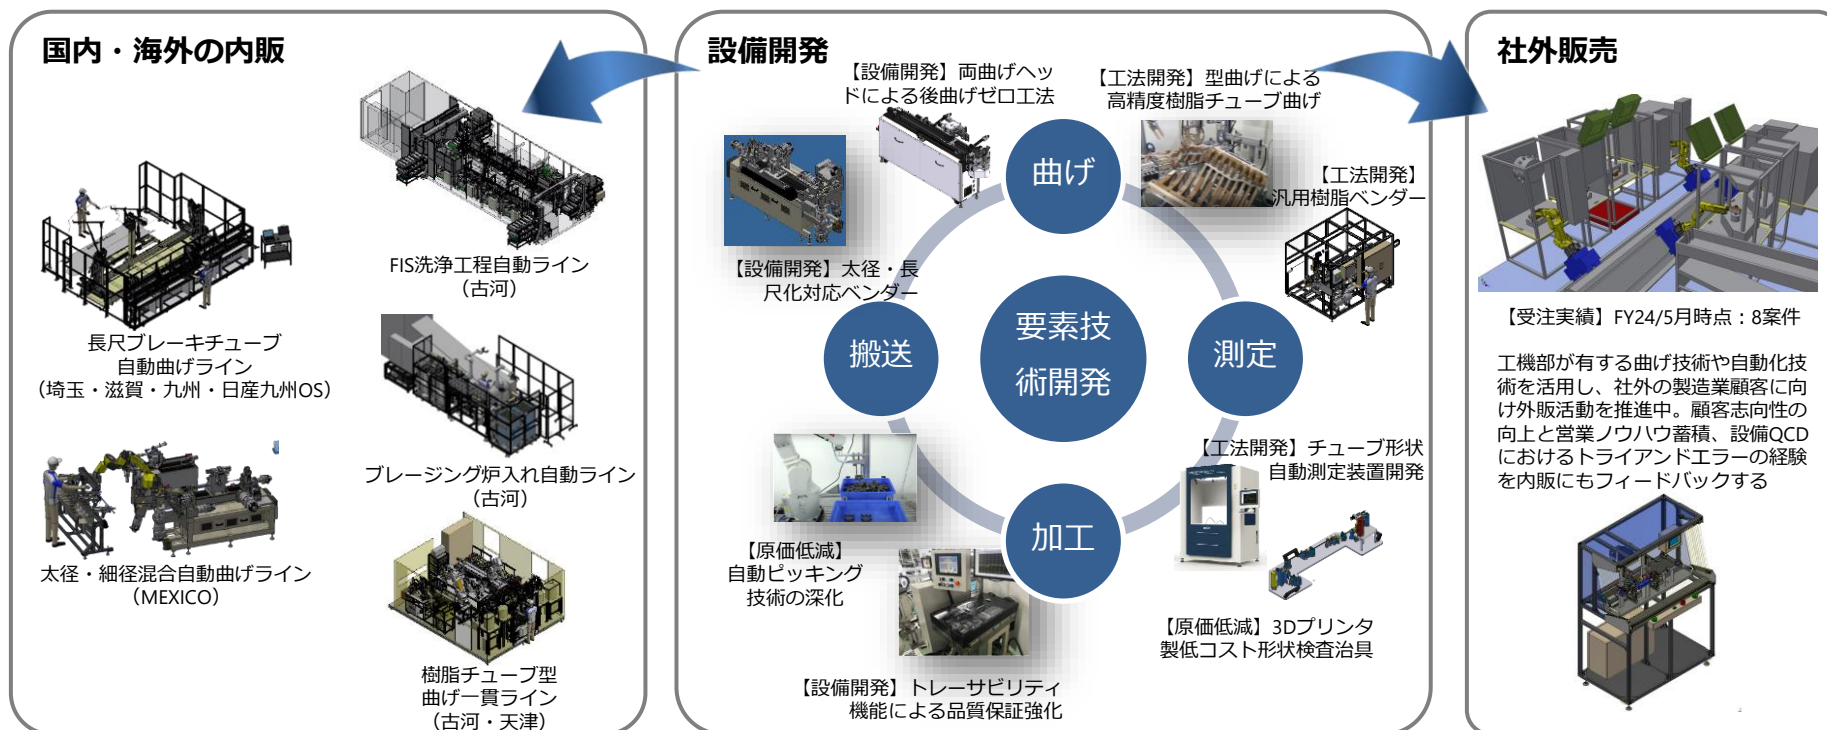 国内・海外の内販
FIS洗浄工程自動ライン
（古河）
長尺ブレーキチューブ
自動曲げライン
（埼玉・滋賀・九州・日産九州OS）
ブレージング炉入れ自動ライン
（古河）
太径・細径混合自動曲げライン
（MEXICO）
樹脂チューブ型
曲げ一貫ライン
（古河・天津）
設備開発
【設備開発】両曲げヘッ
ドによる後曲げゼロ工法
【工法開発】型曲げによる
高精度樹脂チューブ曲げ
【工法開発】
汎用樹脂ベンダー
【設備開発】太径・長
尺化対応ベンダー
曲げ
搬送
要素技
術開発
測定
加工
【工法開発】チューブ形状
自動測定装置開発
【原価低減】
自動ピッキング
技術の深化
【原価低減】3Dプリンタ
製低コスト形状検査治具
【設備開発】トレーサビリティ
機能による品質保証強化
社外販売
【受注実績】FY24/5月時点：8案件
工機部が有する曲げ技術や自動化技
術を活用し、社外の製造業顧客に向
け外販活動を推進中。顧客志向性の
向上と営業ノウハウ蓄積、設備QCD
におけるトライアンドエラーの経験
を内販にもフィードバックする